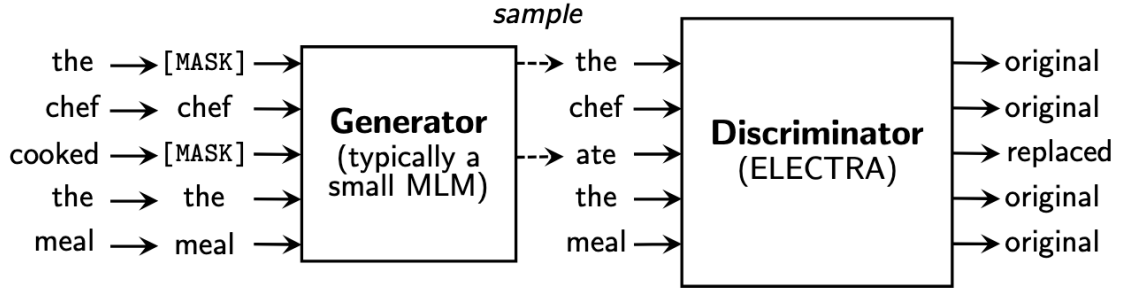 sample
the [MASK] the original
chef chef chef original
cooked [MASK] ate replaced
the the the original
meal meal meal original
Generator
(typically a
small MLM)
Discriminator
(ELECTRA)